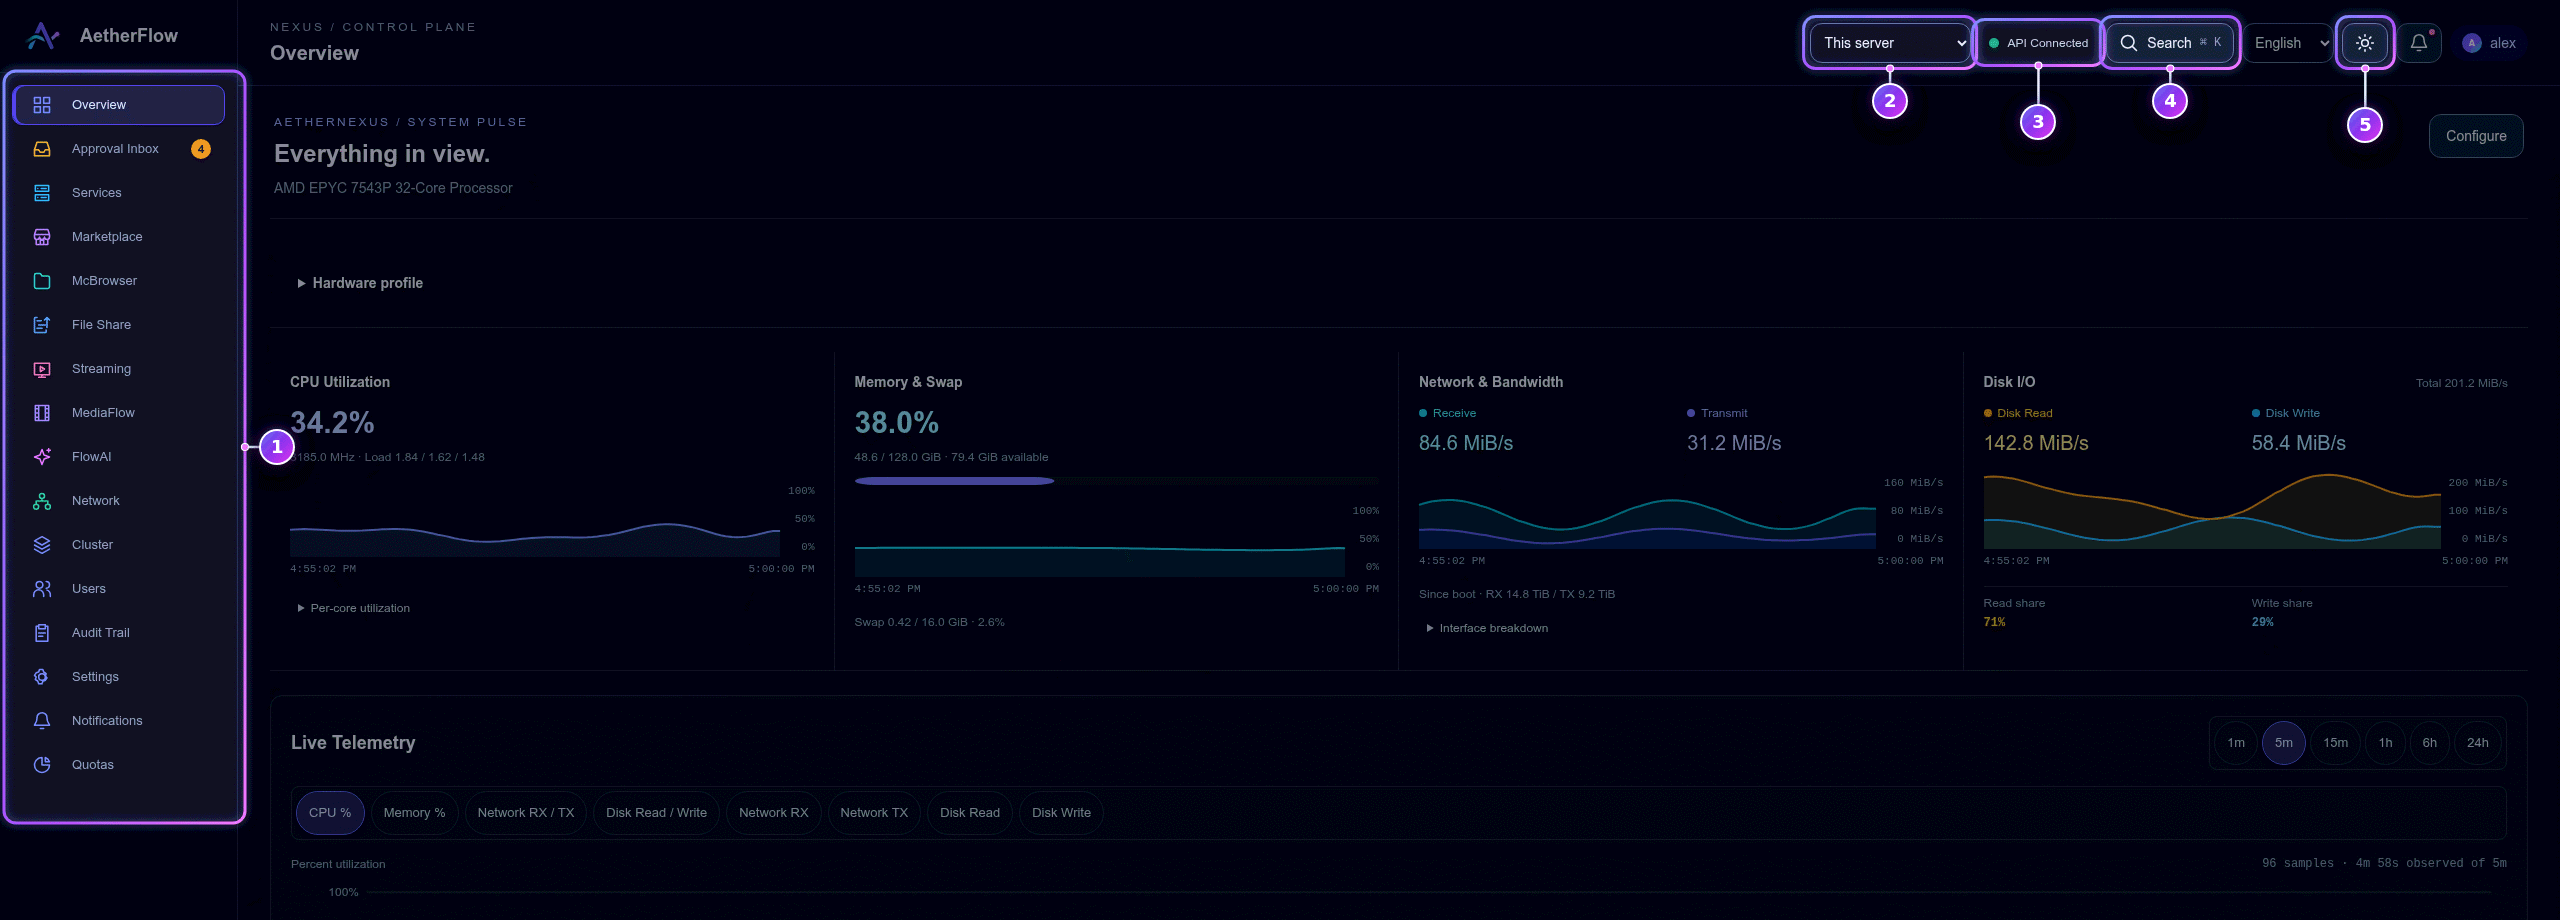 AetherFlow
NEXUS / CONTROL PLANE
Overview
This server
API Connected
Search ⌘ K
English
A alex
Overview
Approval Inbox 4
Services
Marketplace
McBrowser
File Share
Streaming
MediaFlow
FlowAI
Network
Cluster
Users
Audit Trail
Settings
Notifications
Quotas
1
2
3
4
5
AETHERNEXUS / SYSTEM PULSE
Everything in view.
AMD EPYC 7543P 32-Core Processor
Configure
Hardware profile
CPU Utilization
34.2%
185.0 MHz · Load 1.84 / 1.62 / 1.48
100%
50%
0%
4:55:02 PM 5:00:00 PM
Per-core utilization
Memory & Swap
38.0%
48.6 / 128.0 GiB · 79.4 GiB available
100%
50%
0%
4:55:02 PM 5:00:00 PM
Swap 0.42 / 16.0 GiB · 2.6%
Network & Bandwidth
Receive Transmit
84.6 MiB/s 31.2 MiB/s
160 MiB/s
80 MiB/s
0 MiB/s
4:55:02 PM 5:00:00 PM
Since boot · RX 14.8 TiB / TX 9.2 TiB
Interface breakdown
Disk I/O Total 201.2 MiB/s
Disk Read Disk Write
142.8 MiB/s 58.4 MiB/s
200 MiB/s
100 MiB/s
0 MiB/s
4:55:02 PM 5:00:00 PM
Read share Write share
71% 29%
Live Telemetry
1m 5m 15m 1h 6h 24h
CPU % Memory % Network RX / TX Disk Read / Write Network RX Network TX Disk Read Disk Write
Percent utilization 96 samples · 4m 58s observed of 5m
100%